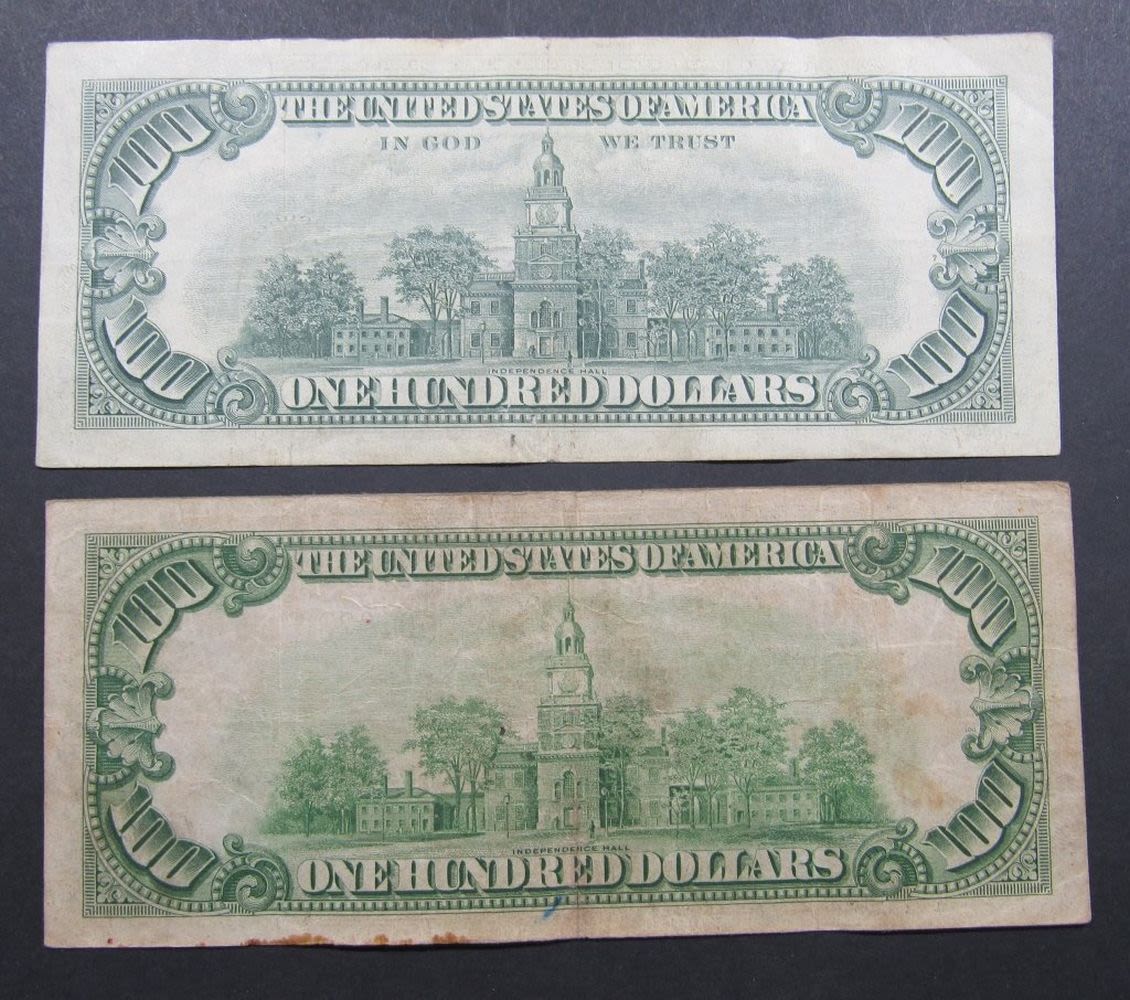 100 THE UNITED STATES OF AMERICA 100
IN GOD WE TRUST
INDEPENDENCE HALL
100 ONE HUNDRED DOLLARS 100
100 THE UNITED STATES OF AMERICA 100
INDEPENDENCE HALL
100 ONE HUNDRED DOLLARS 100